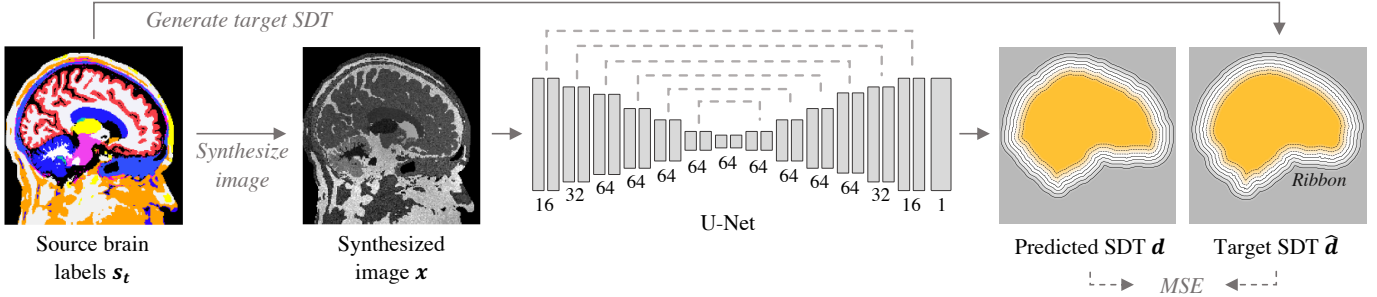 Generate target SDT
Synthesize
image
16
32
64
64
64
64
64
64
64
64
64
32
16
1
U-Net
Ribbon
Source brain
labels s_t
Synthesized
image x
Predicted SDT d
Target SDT d̂
MSE